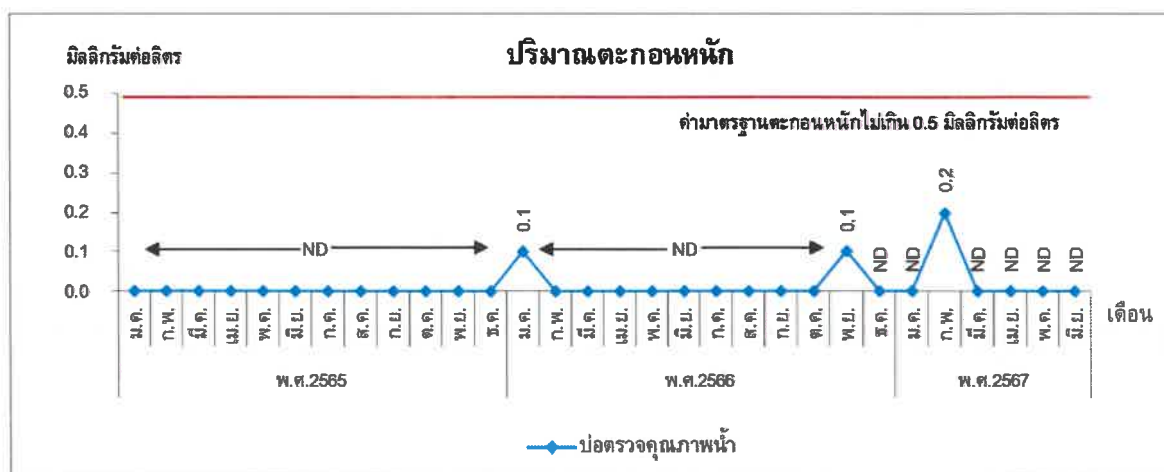 ปริมาณตะกอนหนัก
มิลลิกรัมต่อลิตร
0.5
ค่ามาตรฐานตะกอนหนักไม่เกิน 0.5 มิลลิกรัมต่อลิตร
0.4
0.3
0.2
0.1
0.0
ND
0.1
ND
0.1
ND
ND
0.2
ND
ND
ND
ND
ม.ค. ก.พ. มี.ค. เม.ย. พ.ค. มิ.ย. ก.ค. ส.ค. ก.ย. ต.ค. พ.ย. ธ.ค. ม.ค. ก.พ. มี.ค. เม.ย. พ.ค. มิ.ย. ก.ค. ส.ค. ก.ย. ต.ค. พ.ย. ธ.ค. ม.ค. ก.พ. มี.ค. เม.ย. พ.ค. มิ.ย.
เดือน
พ.ศ.2565 พ.ศ.2566 พ.ศ.2567
บ่อตรวจคุณภาพน้ำ